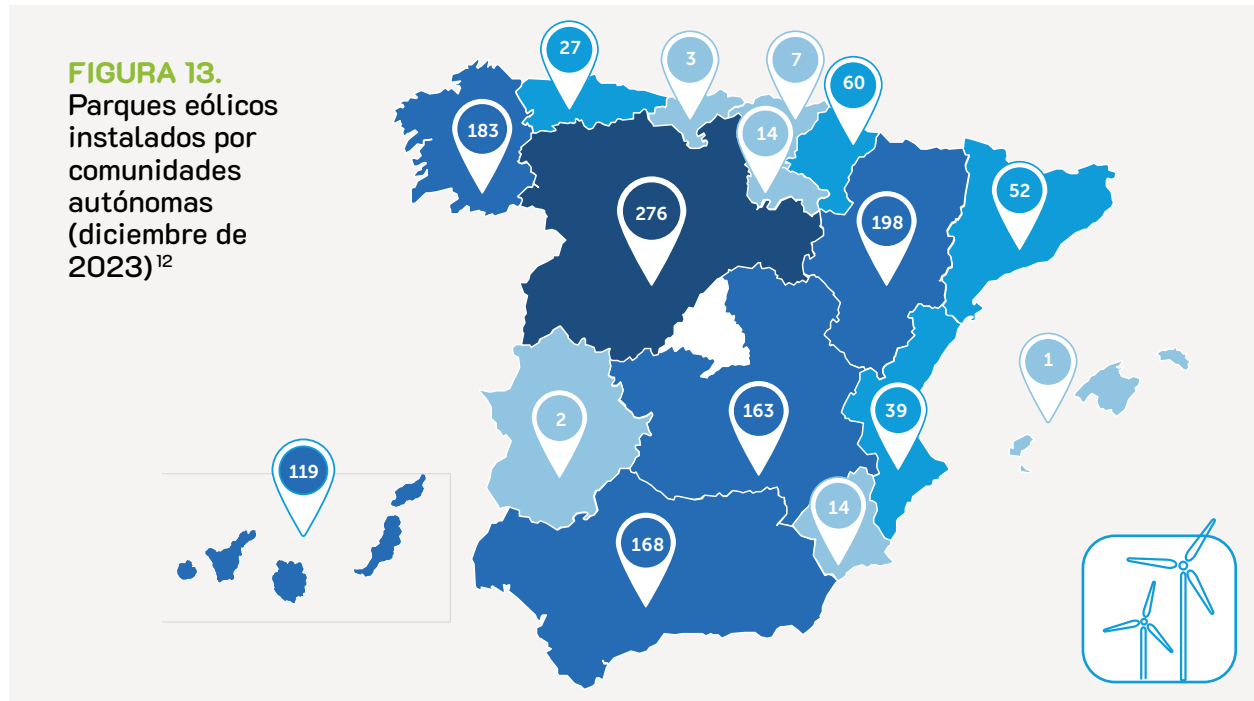 FIGURA 13.
Parques eólicos
instalados por
comunidades
autónomas
(diciembre de
2023)¹²
27
3
7
60
183
14
276
198
52
1
2
163
39
119
14
168